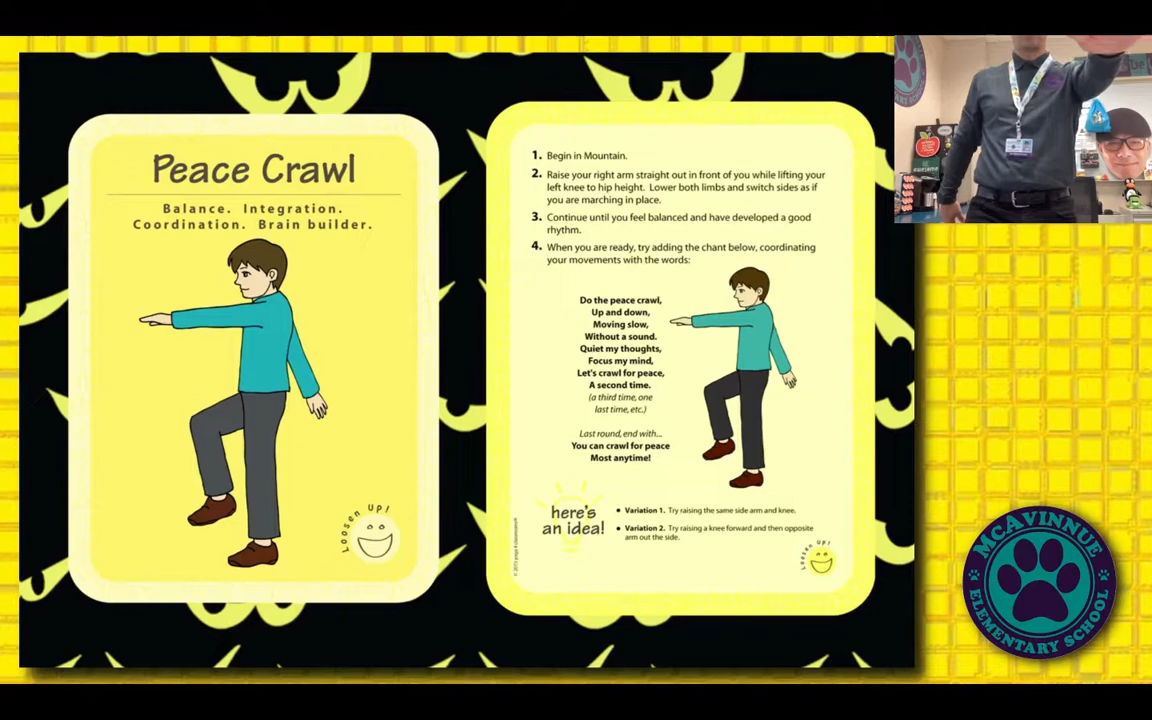 Peace Crawl
Balance. Integration.
Coordination. Brain builder.
LOOSEN UP!
1. Begin in Mountain.
2. Raise your right arm straight out in front of you while lifting your
left knee to hip height. Lower both limbs and switch sides as if
you are marching in place.
3. Continue until you feel balanced and have developed a good
rhythm.
4. When you are ready, try adding the chant below, coordinating
your movements with the words:
Do the peace crawl,
Up and down,
Moving slow,
Without a sound.
Quiet my thoughts,
Focus my mind,
Let's crawl for peace,
A second time.
(a third time, one
last time, etc.)
Last round, end with...
You can crawl for peace
Most anytime!
here's
an idea!
• Variation 1. Try raising the same side arm and knee.
• Variation 2. Try raising a knee forward and then opposite
arm out the side.
LOOSEN UP!
MCAVINNUE
ELEMENTARY SCHOOL